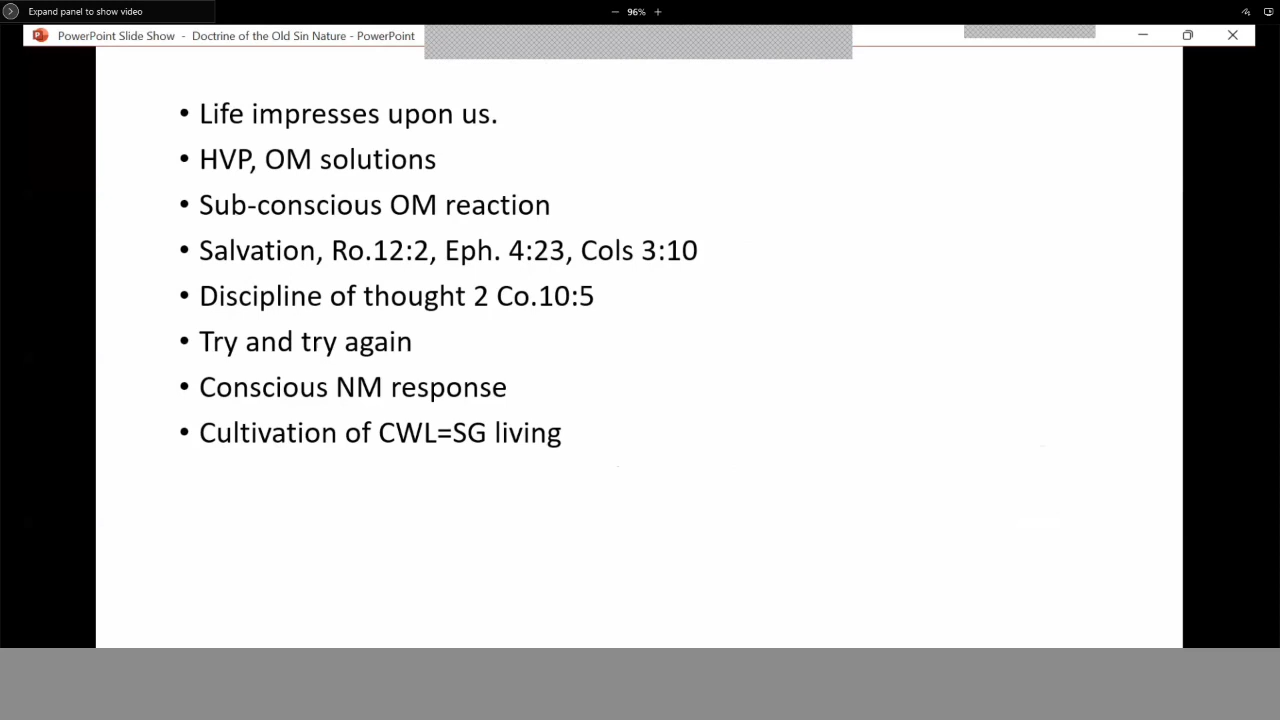 Expand panel to show video
96%
PowerPoint Slide Show - Doctrine of the Old Sin Nature - PowerPoint
• Life impresses upon us.
• HVP, OM solutions
• Sub-conscious OM reaction
• Salvation, Ro.12:2, Eph. 4:23, Cols 3:10
• Discipline of thought 2 Co.10:5
• Try and try again
• Conscious NM response
• Cultivation of CWL=SG living